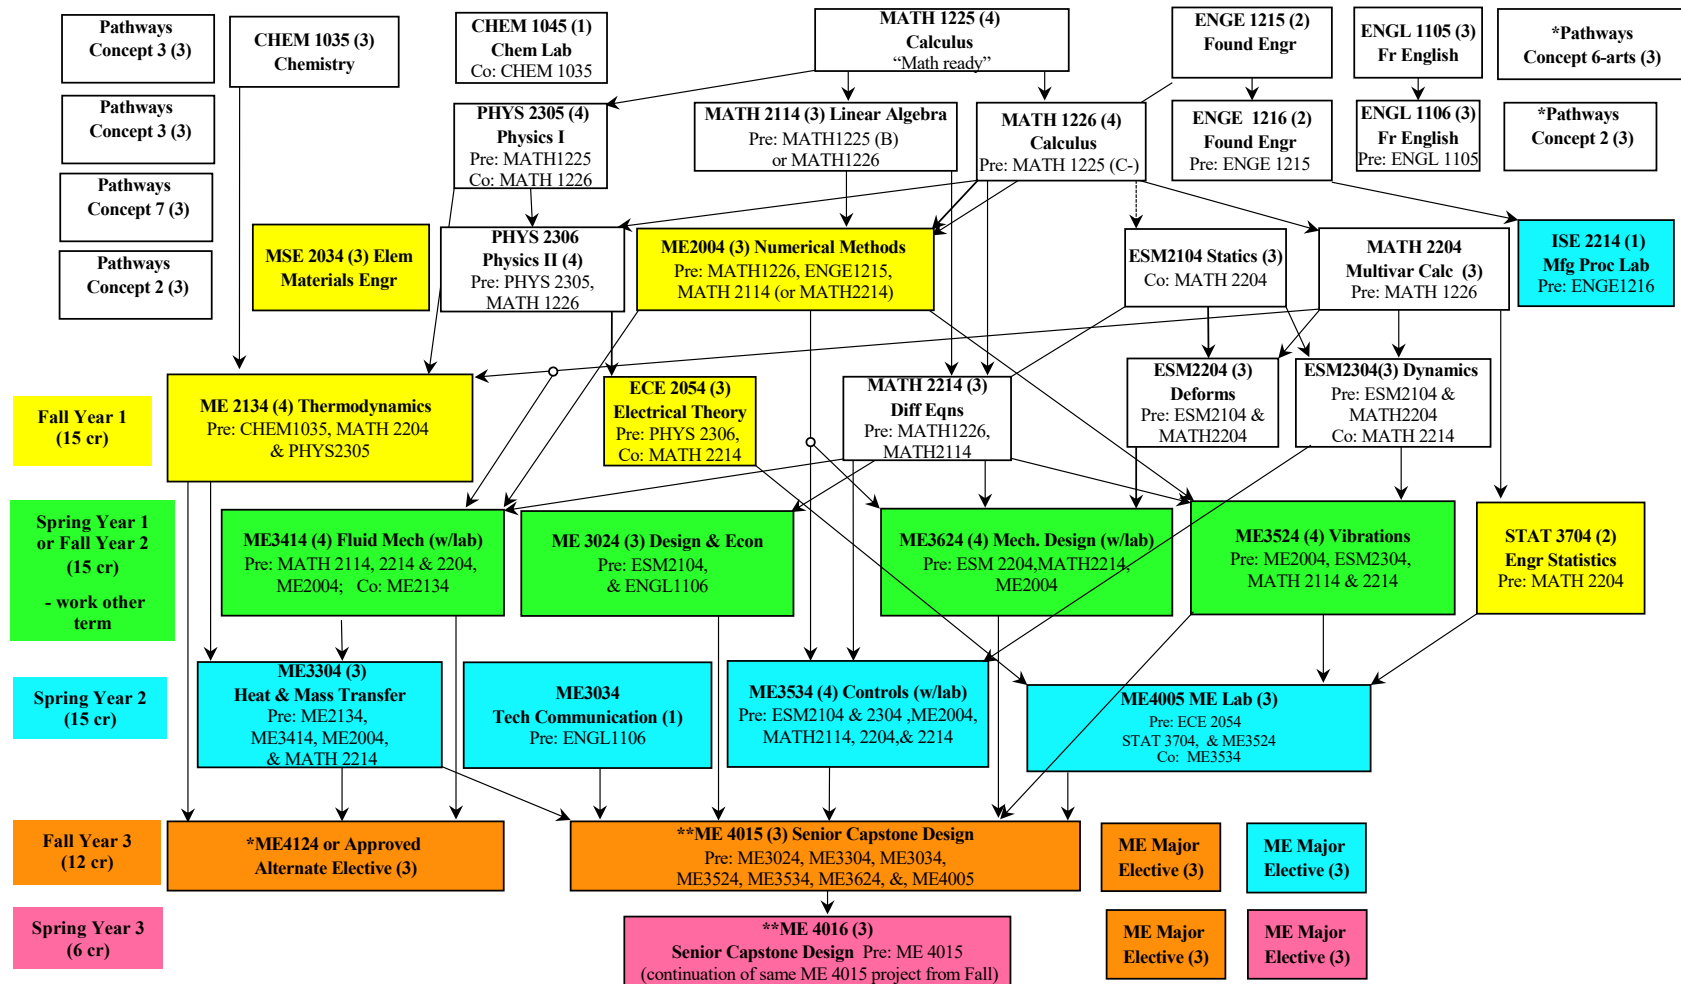 Pathways
Concept 3 (3)
CHEM 1035 (3)
Chemistry
CHEM 1045 (1)
Chem Lab
Co: CHEM 1035
MATH 1225 (4)
Calculus
“Math ready”
ENGE 1215 (2)
Found Engr
ENGL 1105 (3)
Fr English
*Pathways
Concept 6-arts (3)
Pathways
Concept 3 (3)
PHYS 2305 (4)
Physics I
Pre: MATH1225
Co: MATH 1226
MATH 2114 (3) Linear Algebra
Pre: MATH1225 (B)
or MATH1226
MATH 1226 (4)
Calculus
Pre: MATH 1225 (C-)
ENGE 1216 (2)
Found Engr
Pre: ENGE 1215
ENGL 1106 (3)
Fr English
Pre: ENGL 1105
*Pathways
Concept 2 (3)
Pathways
Concept 7 (3)
Pathways
Concept 2 (3)
MSE 2034 (3) Elem
Materials Engr
PHYS 2306
Physics II (4)
Pre: PHYS 2305,
MATH 1226
ME2004 (3) Numerical Methods
Pre: MATH1226, ENGE1215,
MATH 2114 (or MATH2214)
ESM2104 Statics (3)
Co: MATH 2204
MATH 2204
Multivar Calc (3)
Pre: MATH 1226
ISE 2214 (1)
Mfg Proc Lab
Pre: ENGE1216
Fall Year 1
(15 cr)
ME 2134 (4) Thermodynamics
Pre: CHEM1035, MATH 2204
& PHYS2305
ECE 2054 (3)
Electrical Theory
Pre: PHYS 2306,
Co: MATH 2214
MATH 2214 (3)
Diff Eqns
Pre: MATH1226,
MATH2114
ESM2204 (3)
Deforms
Pre: ESM2104 &
MATH2204
ESM2304(3) Dynamics
Pre: ESM2104 &
MATH2204
Co: MATH 2214
Spring Year 1
or Fall Year 2
(15 cr)
- work other
term
ME3414 (4) Fluid Mech (w/lab)
Pre: MATH 2114, 2214 & 2204,
ME2004; Co: ME2134
ME 3024 (3) Design & Econ
Pre: ESM2104,
& ENGL1106
ME3624 (4) Mech. Design (w/lab)
Pre: ESM 2204,MATH2214,
ME2004
ME3524 (4) Vibrations
Pre: ME2004, ESM2304,
MATH 2114 & 2214
STAT 3704 (2)
Engr Statistics
Pre: MATH 2204
Spring Year 2
(15 cr)
ME3304 (3)
Heat & Mass Transfer
Pre: ME2134,
ME3414, ME2004,
& MATH 2214
ME3034
Tech Communication (1)
Pre: ENGL1106
ME3534 (4) Controls (w/lab)
Pre: ESM2104 & 2304 ,ME2004,
MATH2114, 2204,& 2214
ME4005 ME Lab (3)
Pre: ECE 2054
STAT 3704, & ME3524
Co: ME3534
Fall Year 3
(12 cr)
*ME4124 or Approved
Alternate Elective (3)
**ME 4015 (3) Senior Capstone Design
Pre: ME3024, ME3304, ME3034,
ME3524, ME3534, ME3624, &, ME4005
ME Major
Elective (3)
ME Major
Elective (3)
Spring Year 3
(6 cr)
**ME 4016 (3)
Senior Capstone Design Pre: ME 4015
(continuation of same ME 4015 project from Fall)
ME Major
Elective (3)
ME Major
Elective (3)